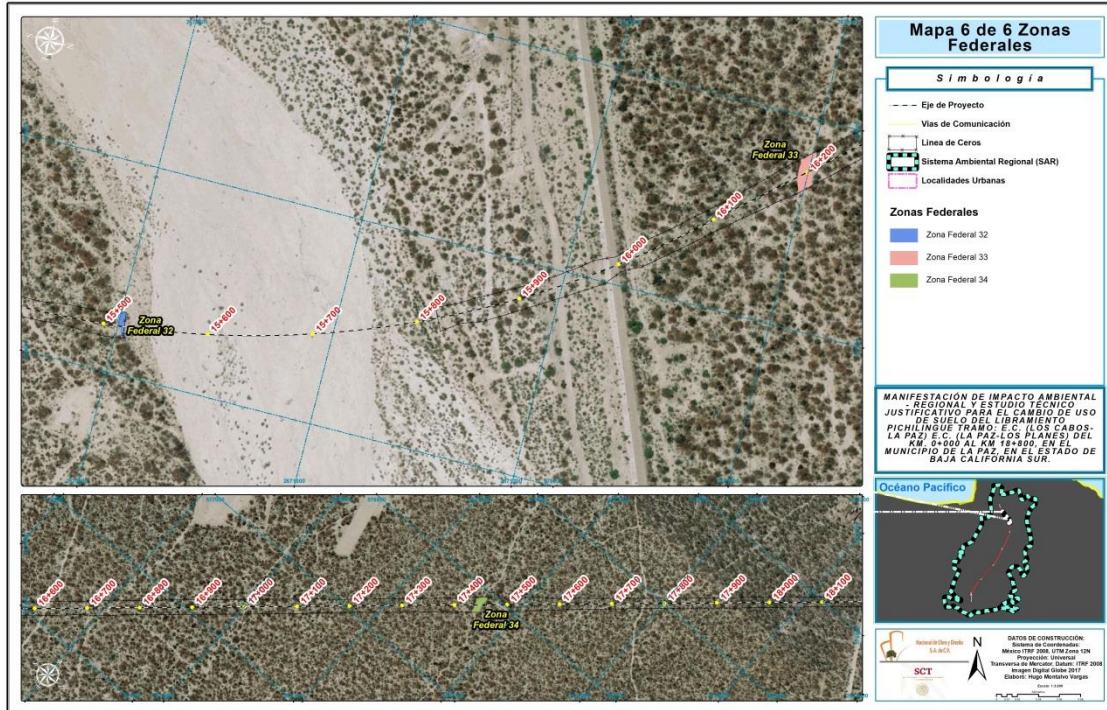 Mapa 6 de 6 Zonas
Federales
Simbología
Eje de Proyecto
Vias de Comunicación
Linea de Ceros
Sistema Ambiental Regional (SAR)
Localidades Urbanas
Zonas Federales
Zona Federal 32
Zona Federal 33
Zona Federal 34
MANIFESTACIÓN DE IMPACTO AMBIENTAL
- REGIONAL Y ESTUDIO TÉCNICO
JUSTIFICATIVO PARA EL CAMBIO DE USO
DE SUELO DEL LIBRAMIENTO
PICHILINGUE TRAMO: E.C. (LOS CABOS-
LA PAZ) E.C. (LA PAZ-LOS PLANES) DEL
KM. 0+000 AL KM 18+800, EN EL
MUNICIPIO DE LA PAZ, EN EL ESTADO DE
BAJA CALIFORNIA SUR.
Océano Pacífico
SCT
N
DATOS DE CONSTRUCCIÓN:
Sistema de Coordenadas:
México ITRF 2008, UTM Zona 12N
Proyección: Universal
Transversa de Mercator, Datum: ITRF 2008
Imagen Digital Globe 2017
Elaboró: Hugo Montalvo Vargas
15+500
Zona
Federal 32
15+600
15+700
15+800
15+900
16+000
16+100
Zona
Federal 33
16+200
16+600
16+700
16+800
16+900
17+000
17+100
17+200
17+300
17+400
Zona
Federal 34
17+500
17+600
17+700
17+800
17+900
18+000
18+100